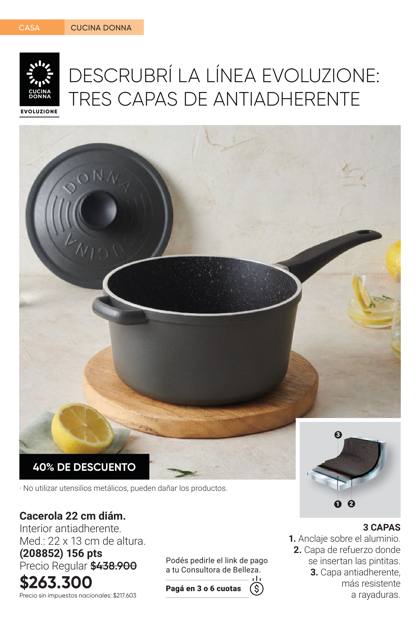 CASA
CUCINA DONNA
CUCINA
DONNA
EVOLUZIONE
DESCRUBRÍ LA LÍNEA EVOLUZIONE:
TRES CAPAS DE ANTIADHERENTE
DONNA
CUCINA
40% DE DESCUENTO
· No utilizar utensilios metálicos, pueden dañar los productos.
3
1 2
Cacerola 22 cm diám.
Interior antiadherente.
Med.: 22 x 13 cm de altura.
(208852) 156 pts
Precio Regular $438.900
$263.300
Precio sin impuestos nacionales: $217.603
Podés pedirle el link de pago
a tu Consultora de Belleza.
Pagá en 3 o 6 cuotas
$
3 CAPAS
1. Anclaje sobre el aluminio.
2. Capa de refuerzo donde
se insertan las pintitas.
3. Capa antiadherente,
más resistente
a rayaduras.